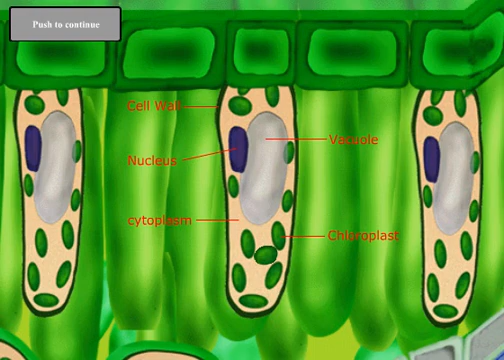 Push to continue
Cell Wall
Vacuole
Nucleus
cytoplasm
Chloroplast